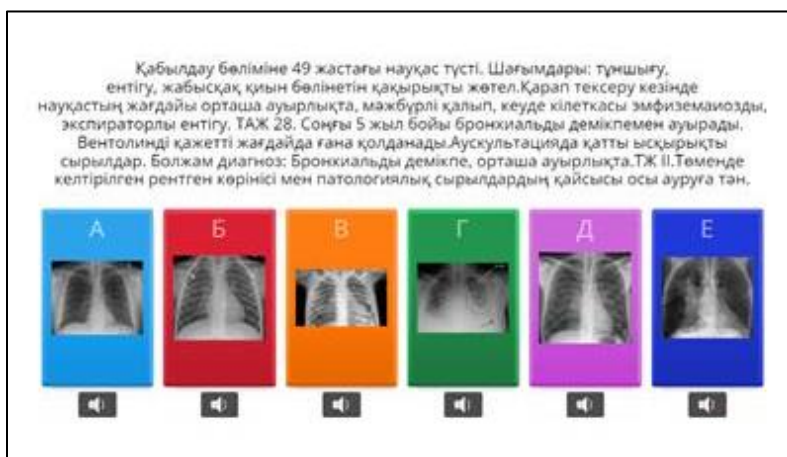 Қабылдау бөліміне 49 жастағы науқас түсті. Шағымдары: тұншығу,
ентігу, жабысқақ қиын бөлінетін қақырықты жөтел.Қарап тексеру кезінде
науқастың жағдайы орташа ауырлықта, мәжбүрлі қалып, кеуде кілеткасы эмфиземаиозды,
экспираторлы ентігу. ТАЖ 28. Соңғы 5 жыл бойы бронхиальды демікпемен ауырады.
Вентолинді қажетті жағдайда ғана қолданады.Аускультацияда қатты ысқырықты
сырылдар. Болжам диагноз: Бронхиальды демікпе, орташа ауырлықта.ТЖ II.Төменде
келтірілген рентген көрінісі мен патологиялық сырылдардың қайсысы осы ауруға тән.
А Б В Г Д Е